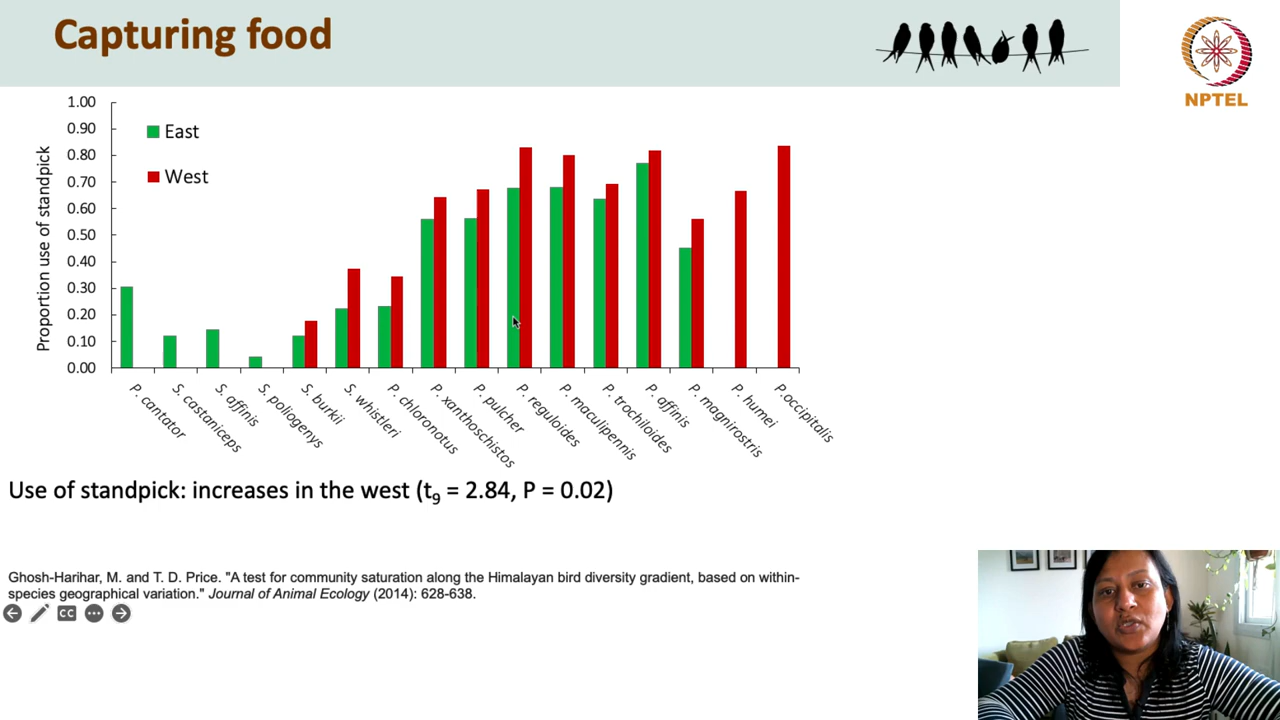 Capturing food
NPTEL
1.00
0.90
0.80
0.70
0.60
0.50
0.40
0.30
0.20
0.10
0.00
Proportion use of standpick
East
West
P. cantator
S. castaniceps
S. affinis
S. poliogenys
S. burkii
S. whistleri
P. chloronotus
P. xanthoschistos
P. pulcher
P. reguloides
P. maculipennis
P. trochiloides
P. affinis
P. magnirostris
P. humei
P.occipitalis
Use of standpick: increases in the west (t9 = 2.84, P = 0.02)
Ghosh-Harihar, M. and T. D. Price. "A test for community saturation along the Himalayan bird diversity gradient, based on within-
species geographical variation." Journal of Animal Ecology (2014): 628-638.
CC